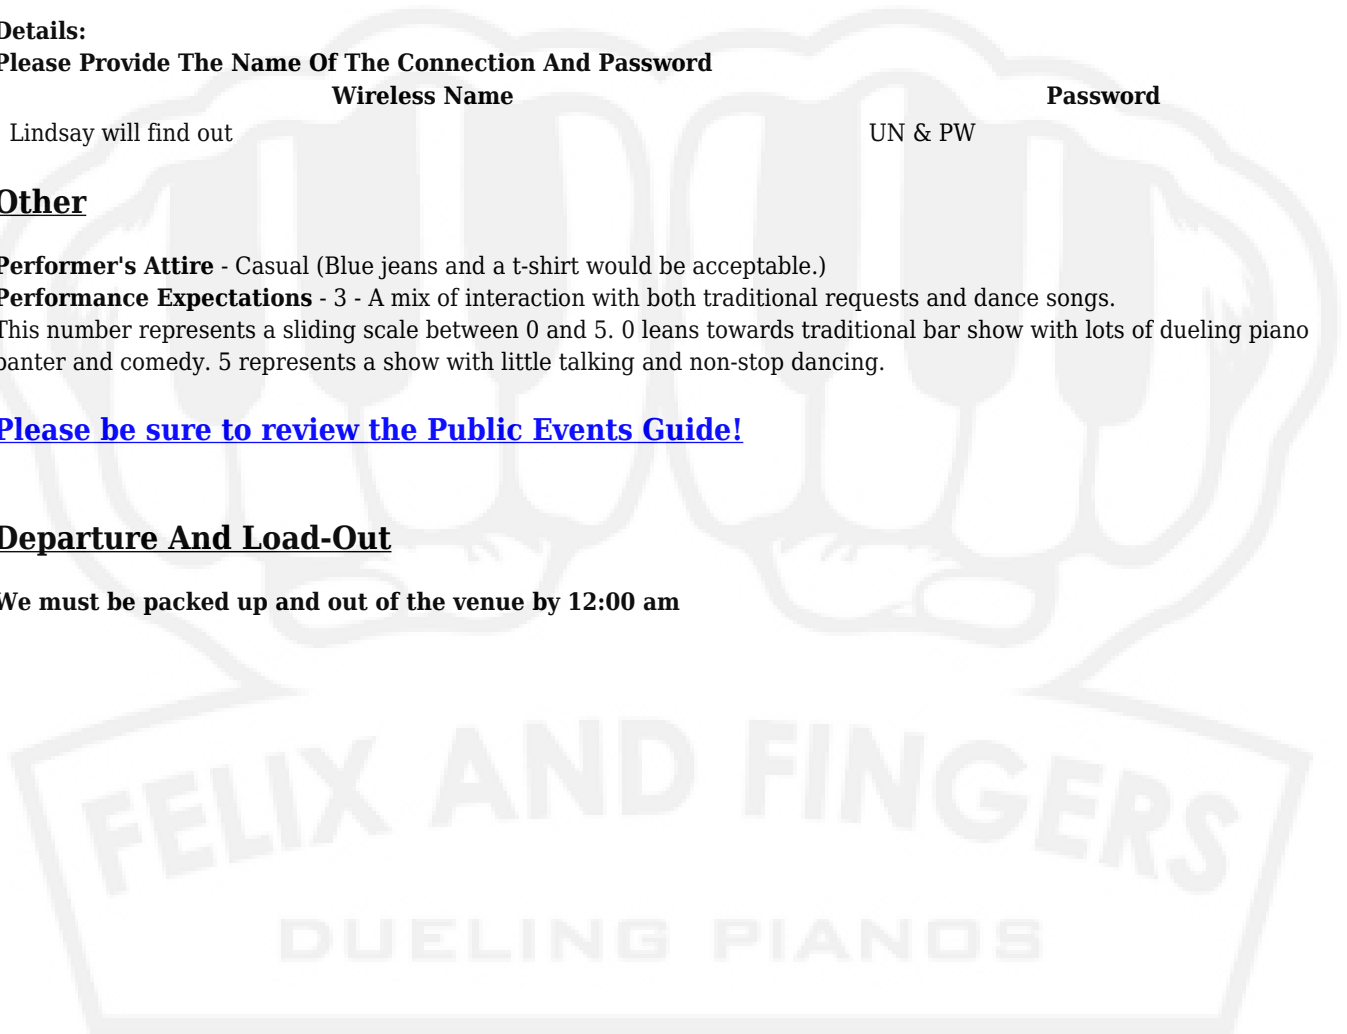 Details:
Please Provide The Name Of The Connection And Password
Wireless Name Password
Lindsay will find out UN & PW
Other
Performer's Attire - Casual (Blue jeans and a t-shirt would be acceptable.)
Performance Expectations - 3 - A mix of interaction with both traditional requests and dance songs.
This number represents a sliding scale between 0 and 5. 0 leans towards traditional bar show with lots of dueling piano
banter and comedy. 5 represents a show with little talking and non-stop dancing.
Please be sure to review the Public Events Guide!
Departure And Load-Out
We must be packed up and out of the venue by 12:00 am
FELIX AND FINGERS
DUELING PIANOS